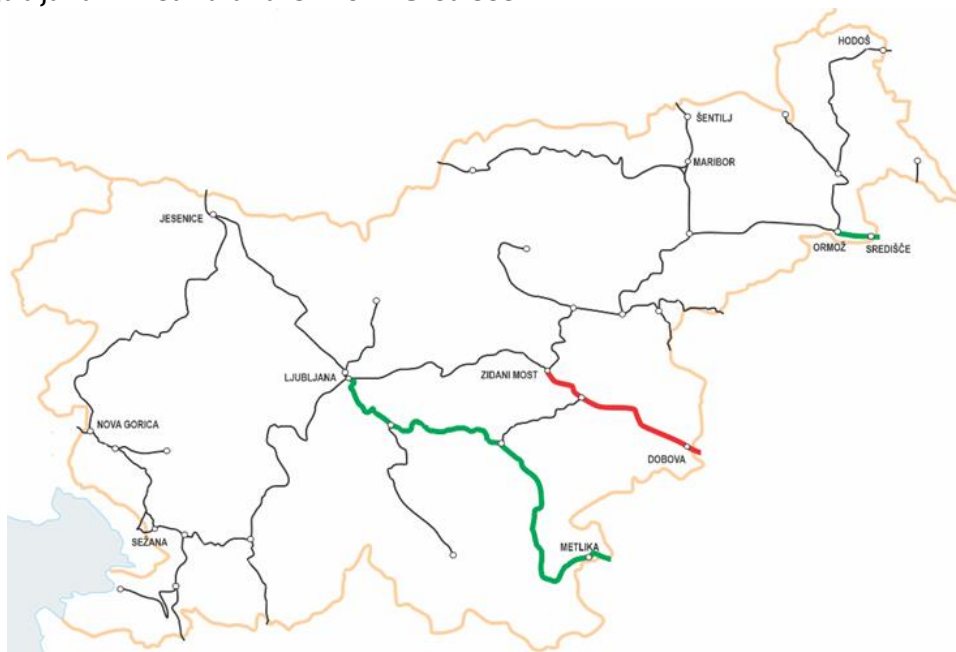 HODOŠ
ŠENTILJ
MARIBOR
JESENICE
ORMOŽ
SREDIŠČE
LJUBLJANA
ZIDANI MOST
NOVA GORICA
DOBOVA
SEŽANA
METLIKA